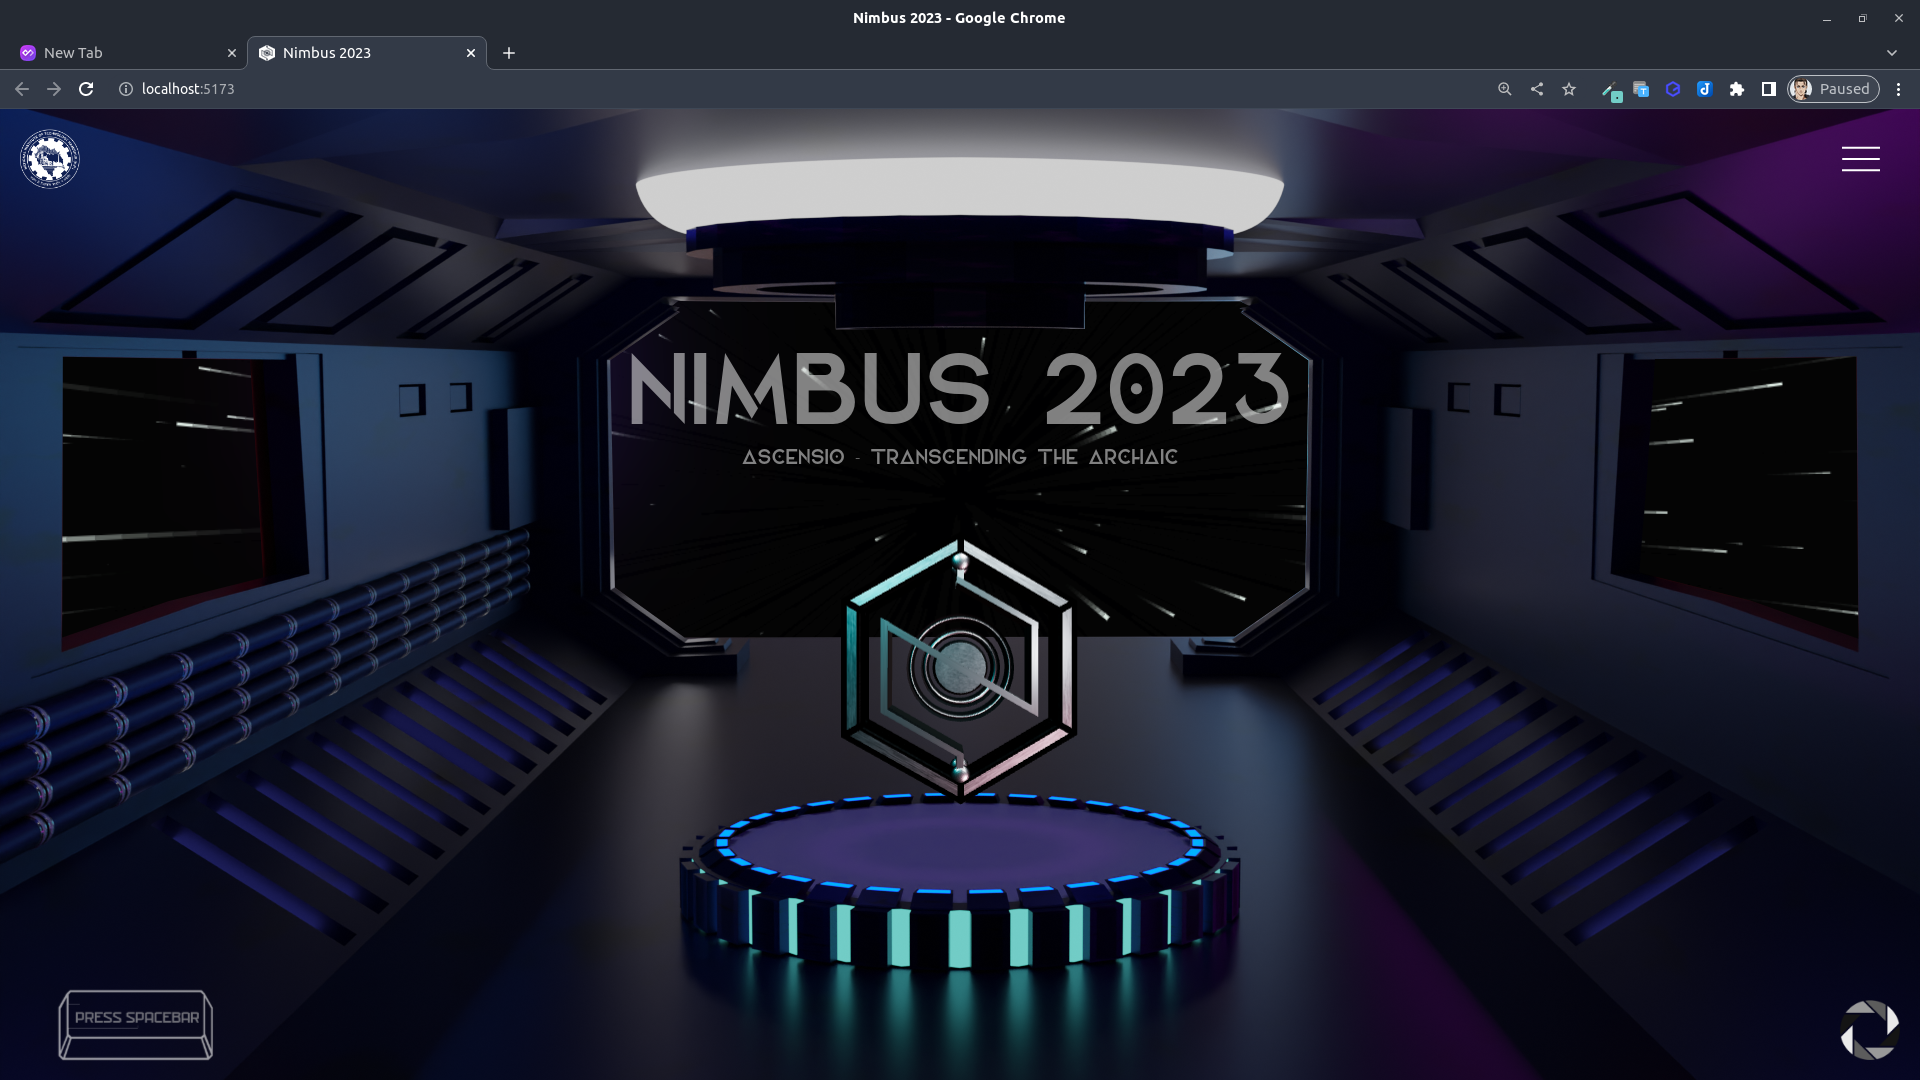 Nimbus 2023 - Google Chrome
New Tab
Nimbus 2023
localhost:5173
Paused
NIMBUS 2023
ASCENSIO - TRANSCENDING THE ARCHAIC
PRESS SPACEBAR